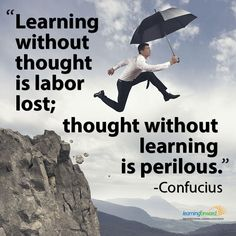 “Learning
without
thought
is labor
lost;
thought without
learning
is perilous.”
-Confucius
learningforward